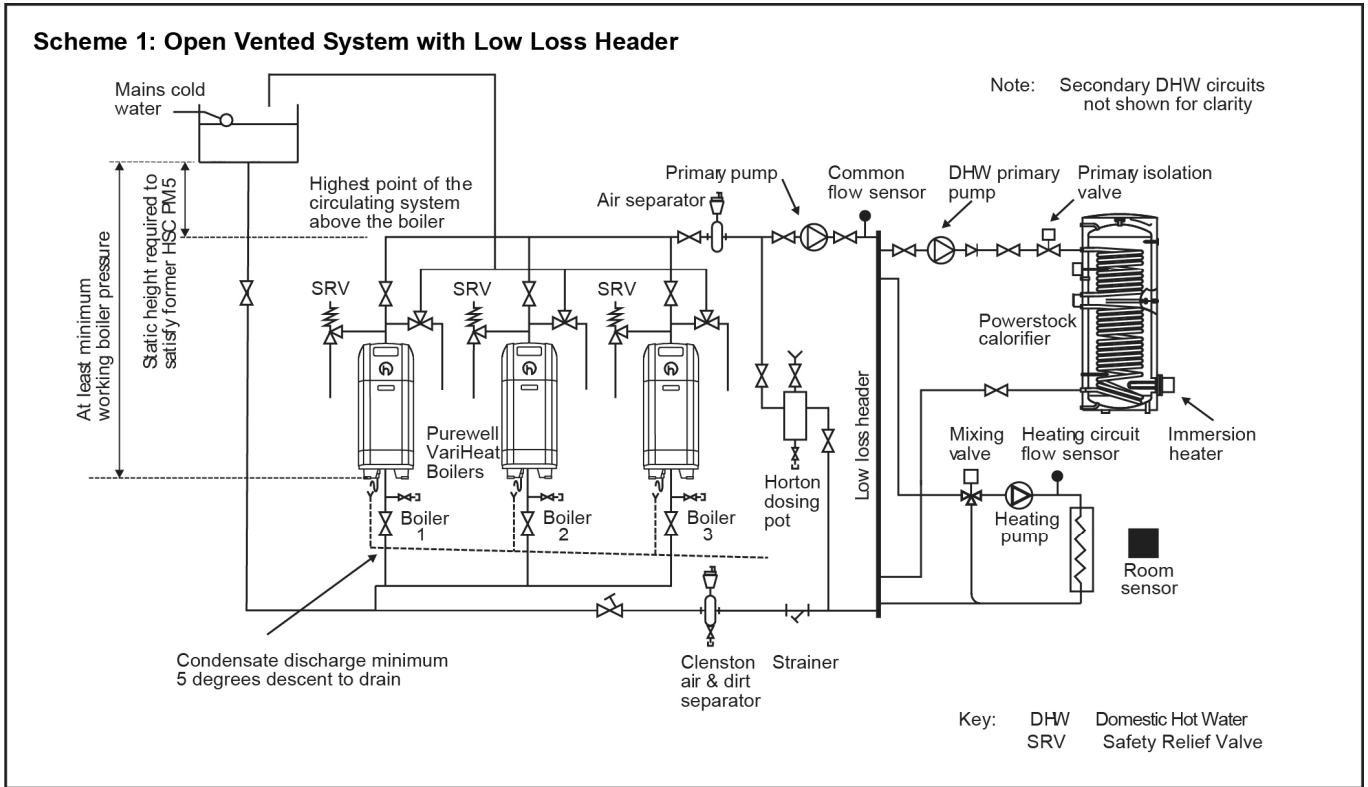 Scheme 1: Open Vented System with Low Loss Header
Mains cold
water
Note: Secondary DHW circuits
not shown for clarity
At least minimum
working boiler pressure
Static height required to
satisfy former HSC PM5
Highest point of the
circulating system
above the boiler
Air separator
Primary pump
Common
flow sensor
DHW primary
pump
Primary isolation
valve
SRV
SRV
SRV
Powerstock
calorifier
Purewell
VariHeat
Boilers
Boiler
1
Boiler
2
Boiler
3
Horton
dosing
pot
Low loss header
Mixing
valve
Heating circuit
flow sensor
Immersion
heater
Heating
pump
Room
sensor
Condensate discharge minimum
5 degrees descent to drain
Clenston
air & dirt
separator
Strainer
Key: DHW Domestic Hot Water
SRV Safety Relief Valve